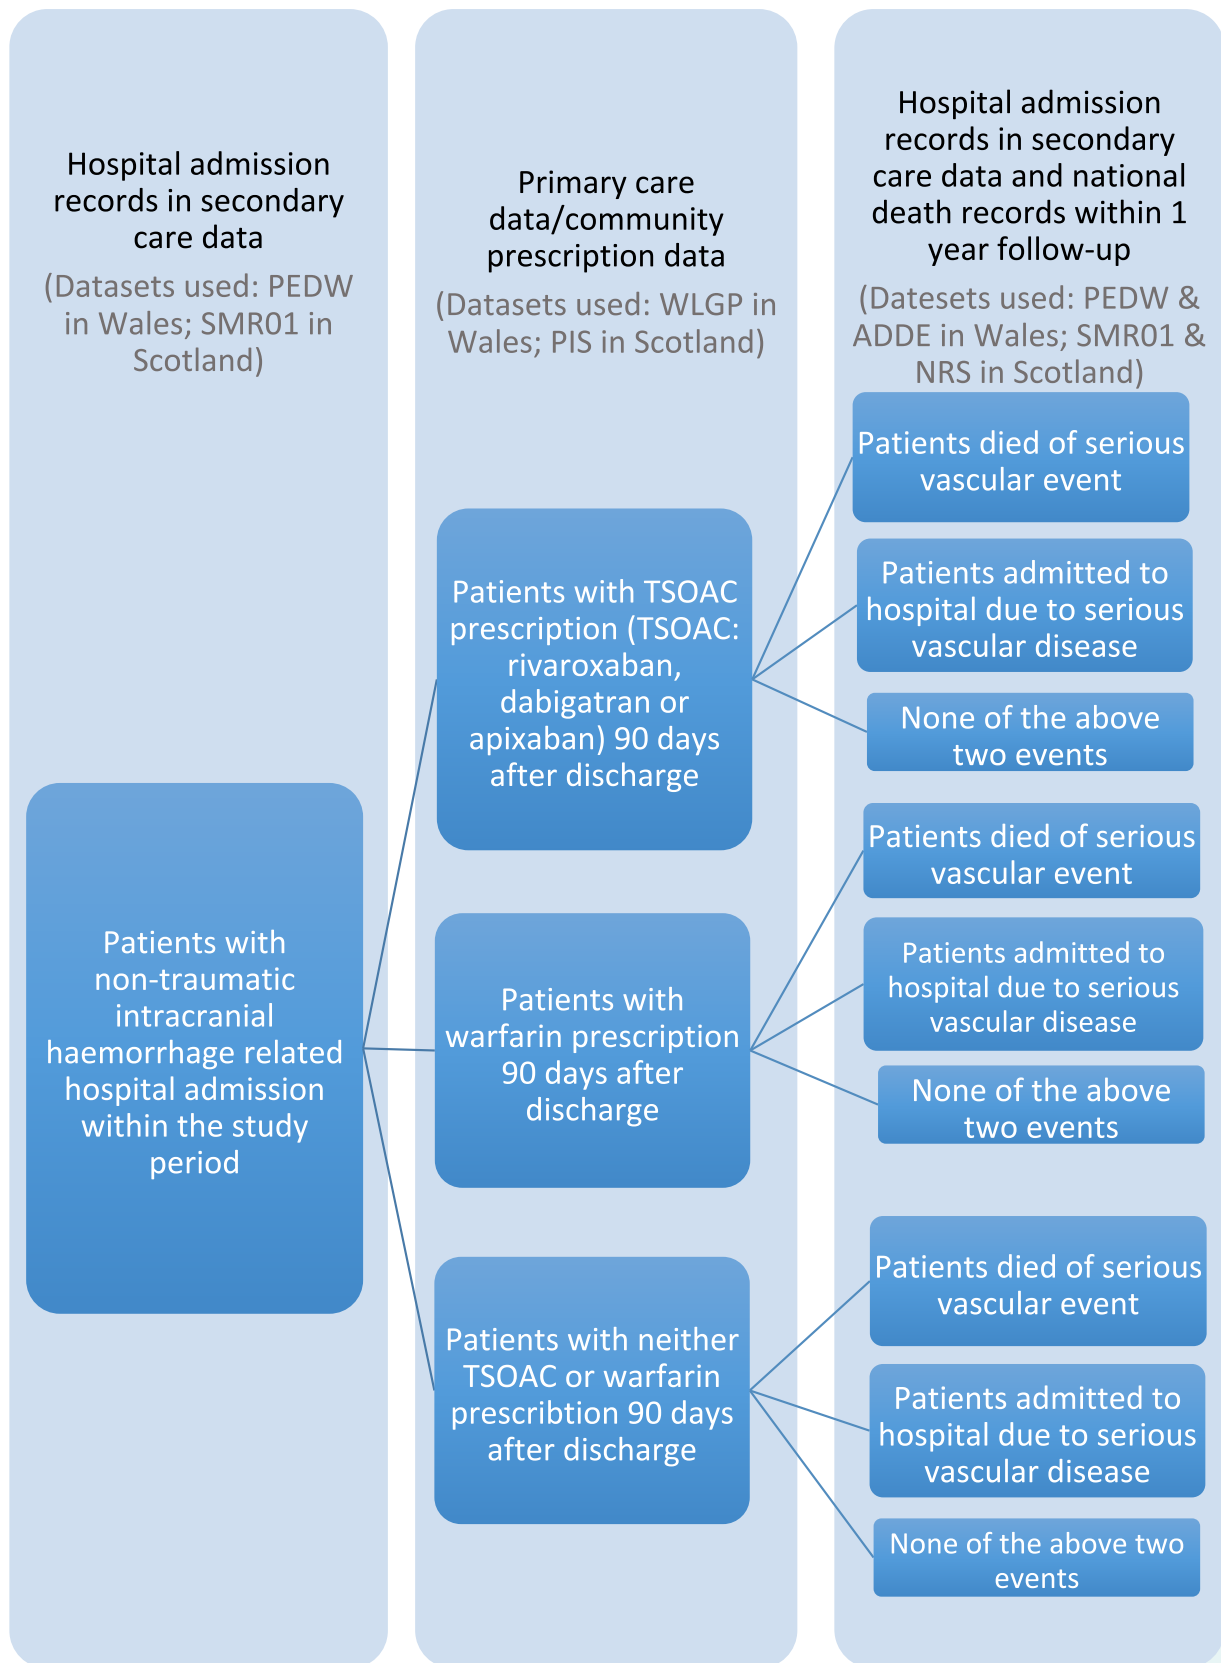 Hospital admission
records in secondary
care data
(Datasets used: PEDW
in Wales; SMR01 in
Scotland)
Patients with
non-traumatic
intracranial
haemorrhage related
hospital admission
within the study
period
Primary care
data/community
prescription data
(Datasets used: WLGP in
Wales; PIS in Scotland)
Patients with TSOAC
prescription (TSOAC:
rivaroxaban,
dabigatran or
apixaban) 90 days
after discharge
Patients with
warfarin prescription
90 days after
discharge
Patients with neither
TSOAC or warfarin
prescribtion 90 days
after discharge
Hospital admission
records in secondary
care data and national
death records within 1
year follow-up
(Datesets used: PEDW &
ADDE in Wales; SMR01 &
NRS in Scotland)
Patients died of serious
vascular event
Patients admitted to
hospital due to serious
vascular disease
None of the above
two events
Patients died of serious
vascular event
Patients admitted to
hospital due to serious
vascular disease
None of the above
two events
Patients died of serious
vascular event
Patients admitted to
hospital due to serious
vascular disease
None of the above two
events